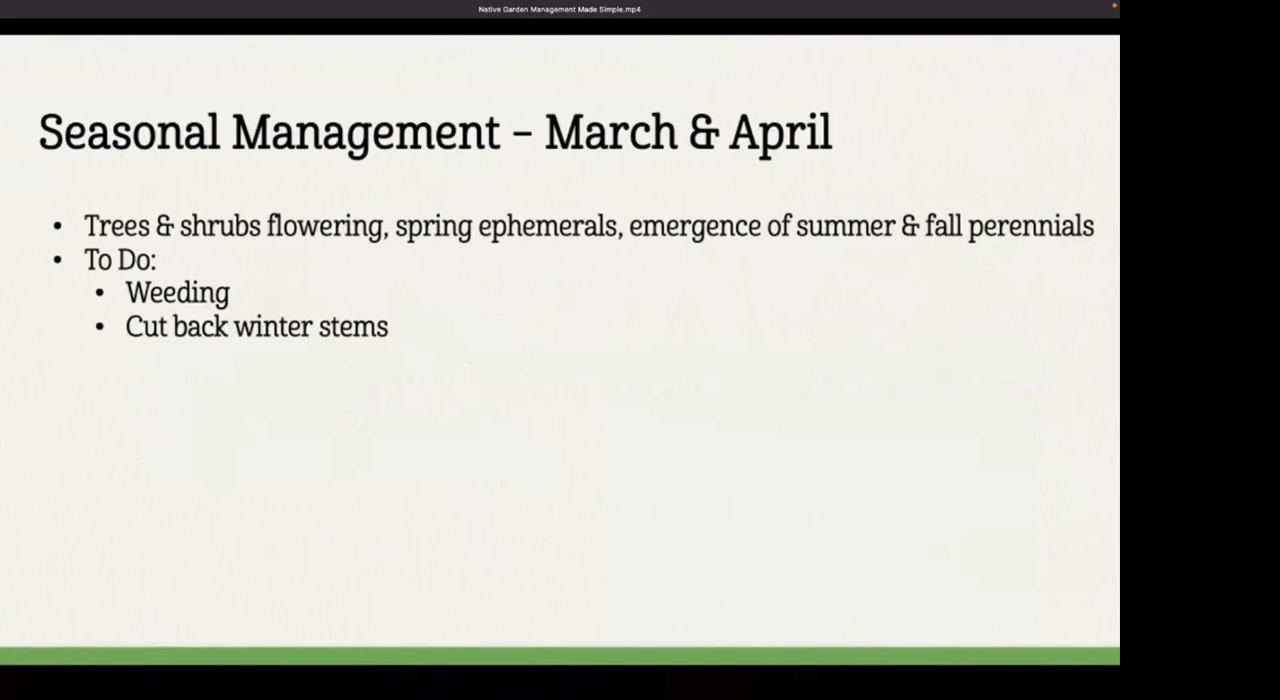 Native Garden Management Made Simple.mp4
Seasonal Management – March & April
• Trees & shrubs flowering, spring ephemerals, emergence of summer & fall perennials
• To Do:
• Weeding
• Cut back winter stems